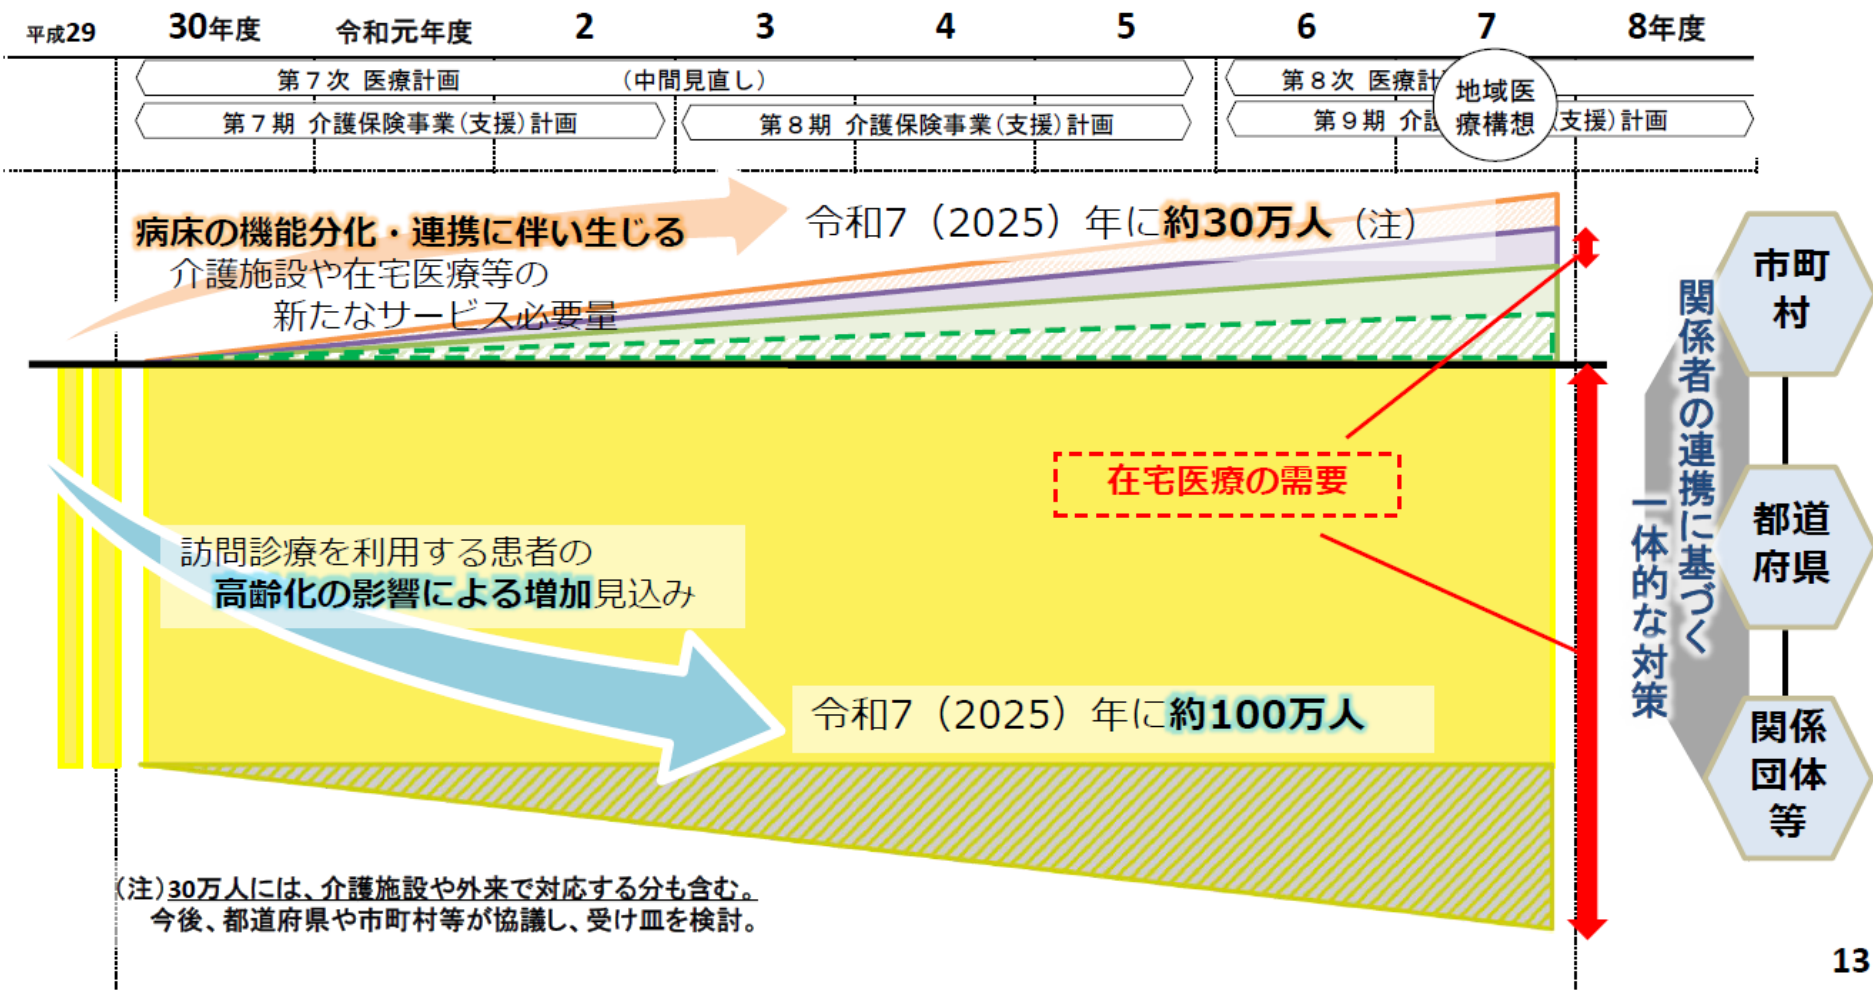 平成29
30年度
令和元年度
2
3
4
5
6
7
8年度
第７次 医療計画 （中間見直し）
第８次 医療計
第７期 介護保険事業（支援）計画
第８期 介護保険事業（支援）計画
第９期 介 （支援）計画
地域医
療構想
病床の機能分化・連携に伴い生じる
介護施設や在宅医療等の
新たなサービス必要量
令和7（2025）年に約30万人（注）
在宅医療の需要
訪問診療を利用する患者の
高齢化の影響による増加見込み
令和7（2025）年に約100万人
関係者の連携に基づく
一体的な対策
市町
村
都道
府県
関係
団体
等
（注）30万人には、介護施設や外来で対応する分も含む。
今後、都道府県や市町村等が協議し、受け皿を検討。
13